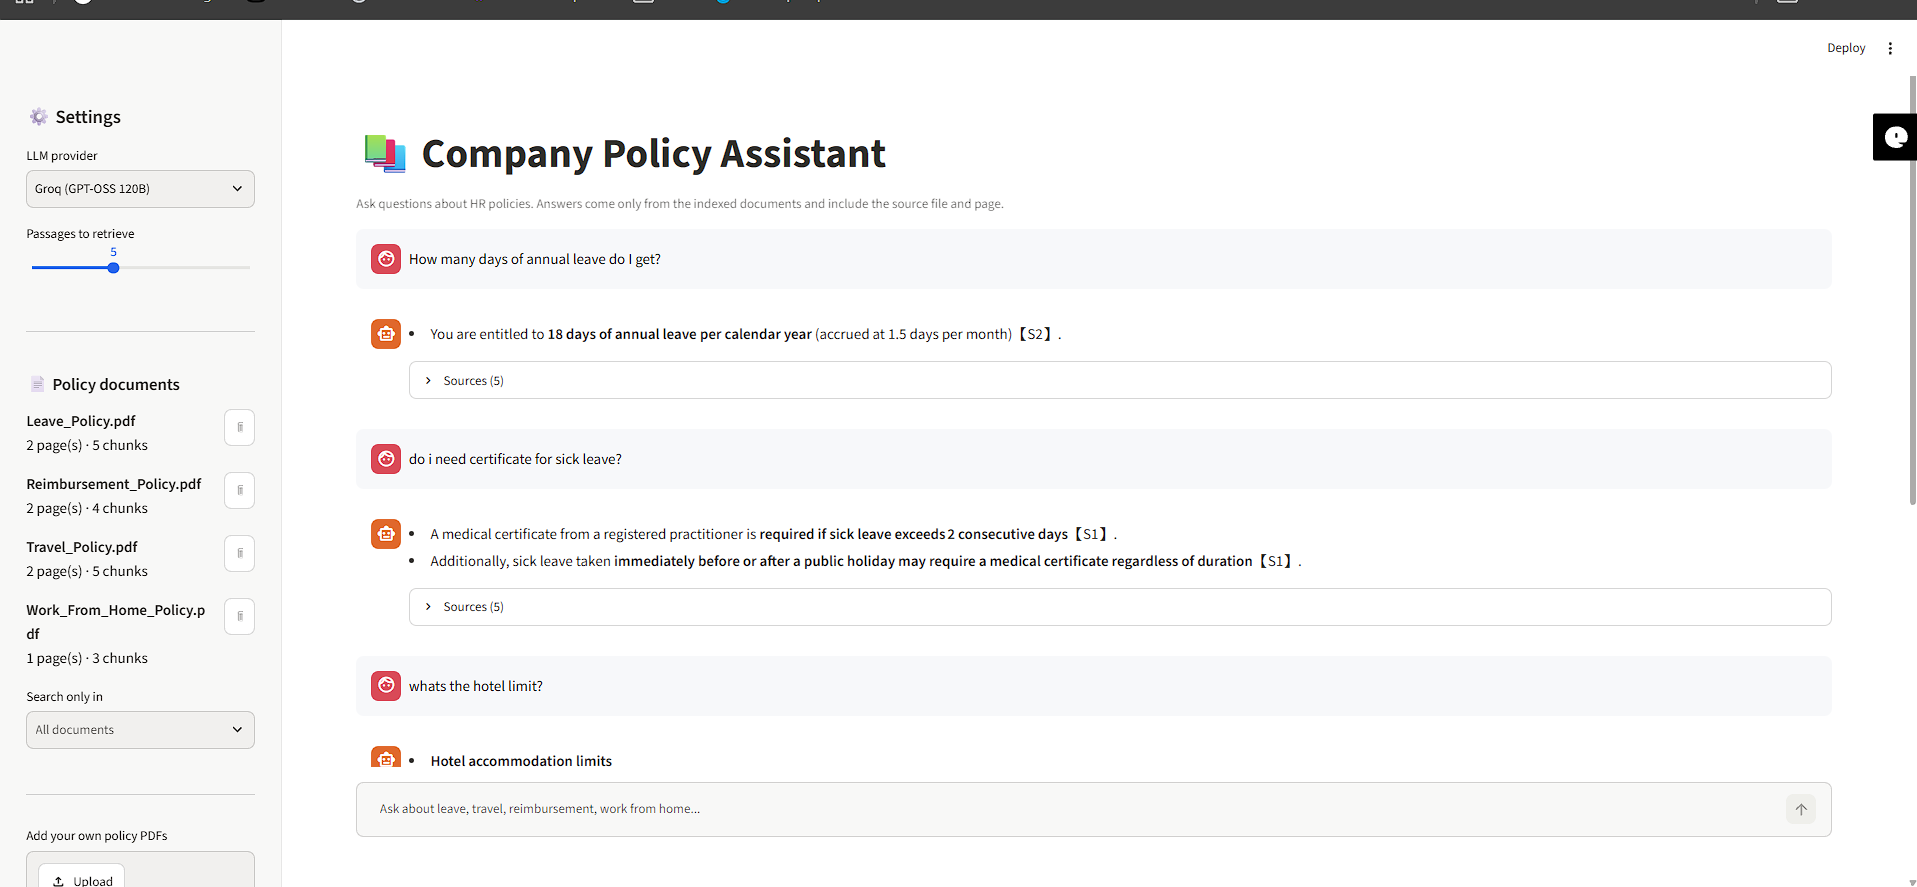 Deploy
Settings
LLM provider
Groq (GPT-OSS 120B)
Passages to retrieve
5
Policy documents
Leave_Policy.pdf
2 page(s) · 5 chunks
Reimbursement_Policy.pdf
2 page(s) · 4 chunks
Travel_Policy.pdf
2 page(s) · 5 chunks
Work_From_Home_Policy.p
df
1 page(s) · 3 chunks
Search only in
All documents
Add your own policy PDFs
Upload
Company Policy Assistant
Ask questions about HR policies. Answers come only from the indexed documents and include the source file and page.
How many days of annual leave do I get?
• You are entitled to 18 days of annual leave per calendar year (accrued at 1.5 days per month)【S2】.
Sources (5)
do i need certificate for sick leave?
• A medical certificate from a registered practitioner is required if sick leave exceeds 2 consecutive days【S1】.
• Additionally, sick leave taken immediately before or after a public holiday may require a medical certificate regardless of duration【S1】.
Sources (5)
whats the hotel limit?
• Hotel accommodation limits
Ask about leave, travel, reimbursement, work from home...